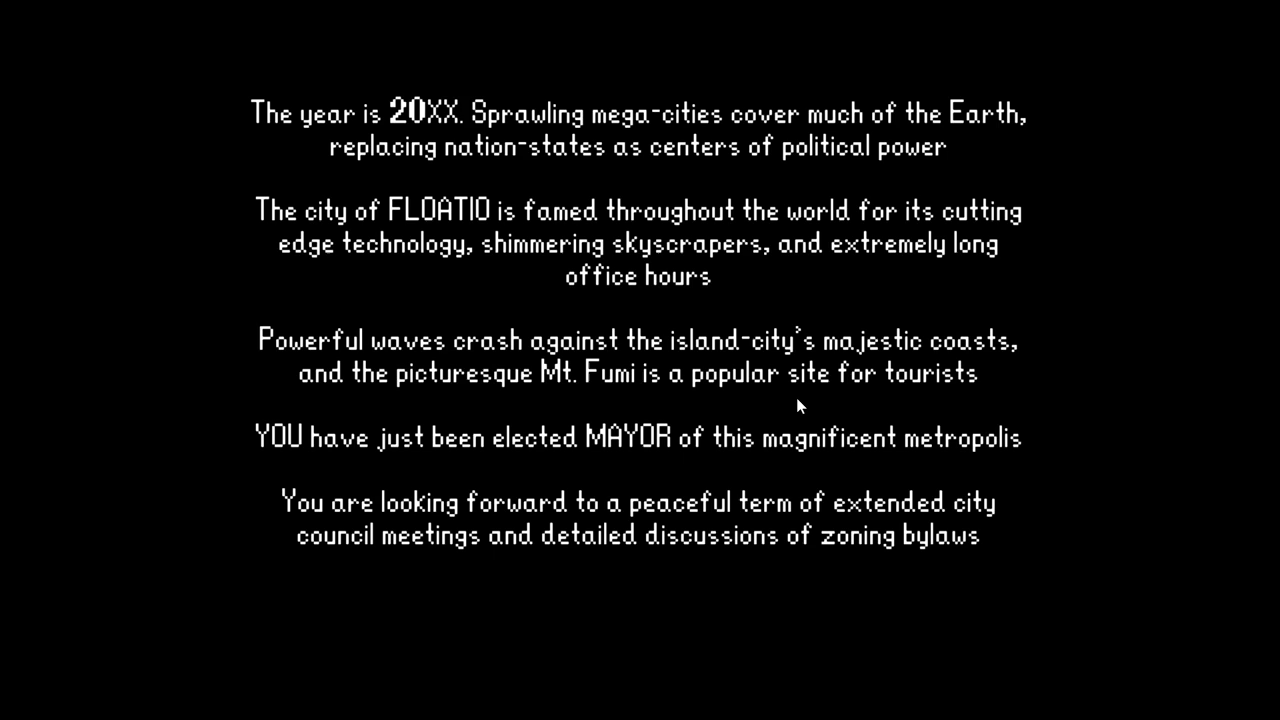 The year is 20XX. Sprawling mega-cities cover much of the Earth,
replacing nation-states as centers of political power
The city of FLOATIO is famed throughout the world for its cutting
edge technology, shimmering skyscrapers, and extremely long
office hours
Powerful waves crash against the island-city's majestic coasts,
and the picturesque Mt. Fumi is a popular site for tourists
YOU have just been elected MAYOR of this magnificent metropolis
You are looking forward to a peaceful term of extended city
council meetings and detailed discussions of zoning bylaws